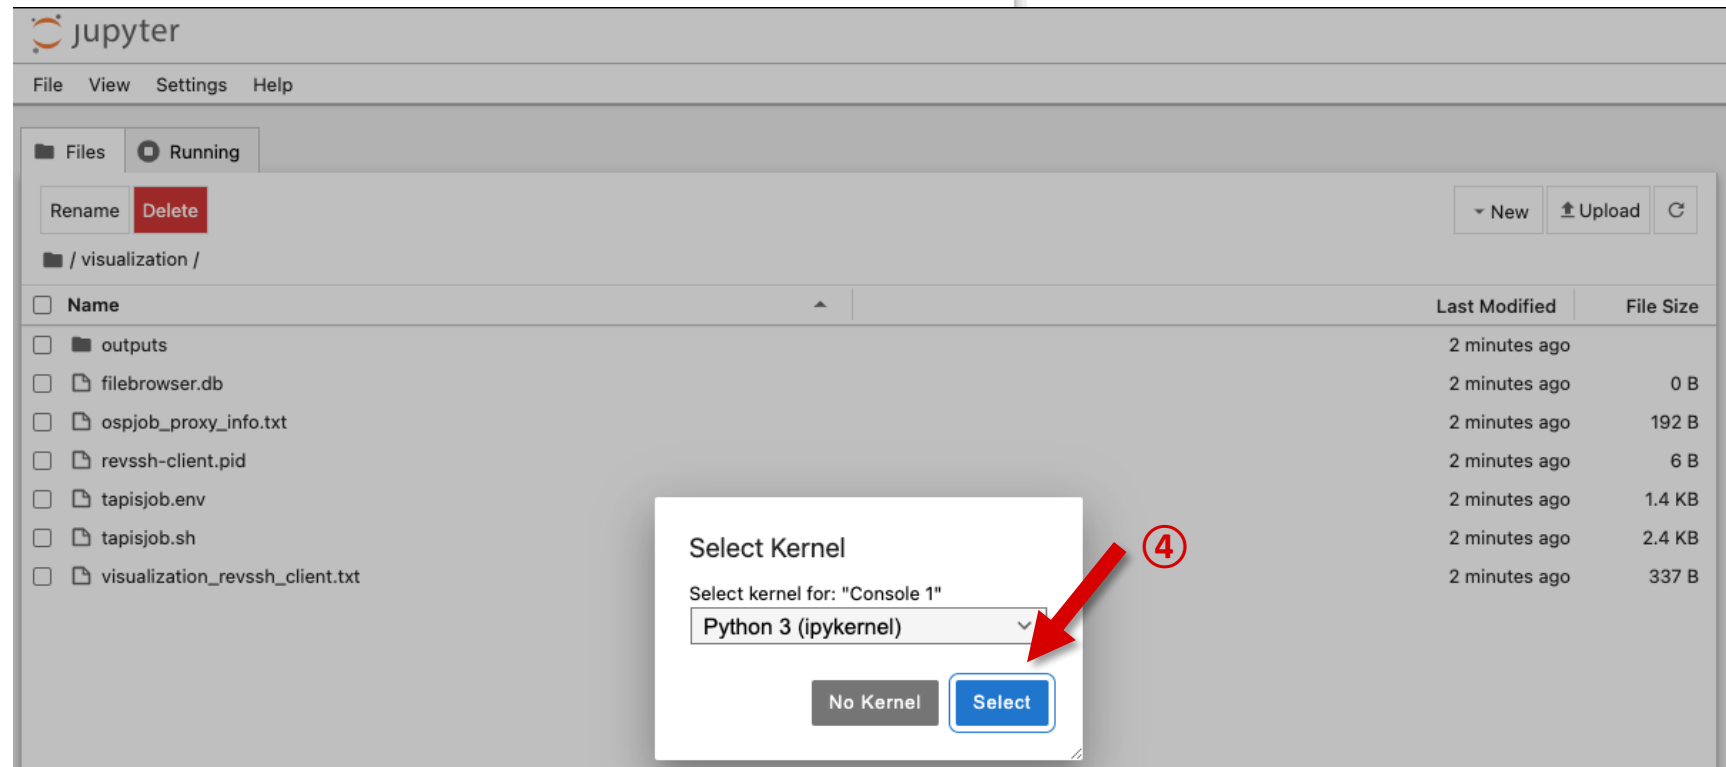 jupyter
File View Settings Help
Files Running
Rename Delete New Upload
/ visualization /
Name Last Modified File Size
outputs 2 minutes ago
filebrowser.db 2 minutes ago 0 B
ospjob_proxy_info.txt 2 minutes ago 192 B
revssh-client.pid 2 minutes ago 6 B
tapisjob.env 2 minutes ago 1.4 KB
tapisjob.sh 2 minutes ago 2.4 KB
visualization_revssh_client.txt 2 minutes ago 337 B
Select Kernel
④
Select kernel for: "Console 1"
Python 3 (ipykernel)
No Kernel Select